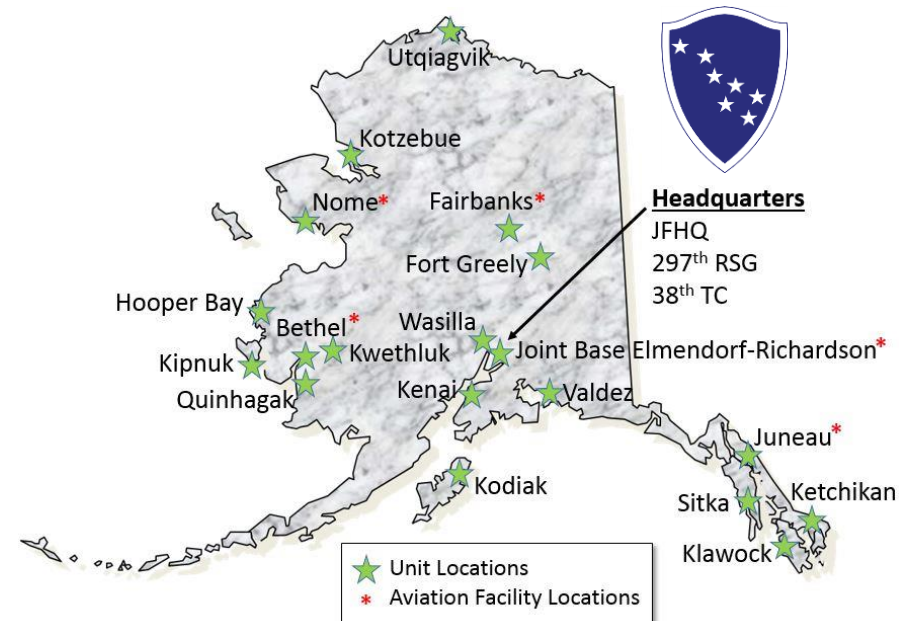 Utqiagvik
Kotzebue
Nome*
Fairbanks*
Headquarters
JFHQ
297th RSG
38th TC
Fort Greely
Hooper Bay
Bethel*
Wasilla
Kwethluk
Joint Base Elmendorf-Richardson*
Kipnuk
Quinhagak
Kenai
Valdez
Juneau*
Kodiak
Sitka
Ketchikan
Klawock
Unit Locations
* Aviation Facility Locations